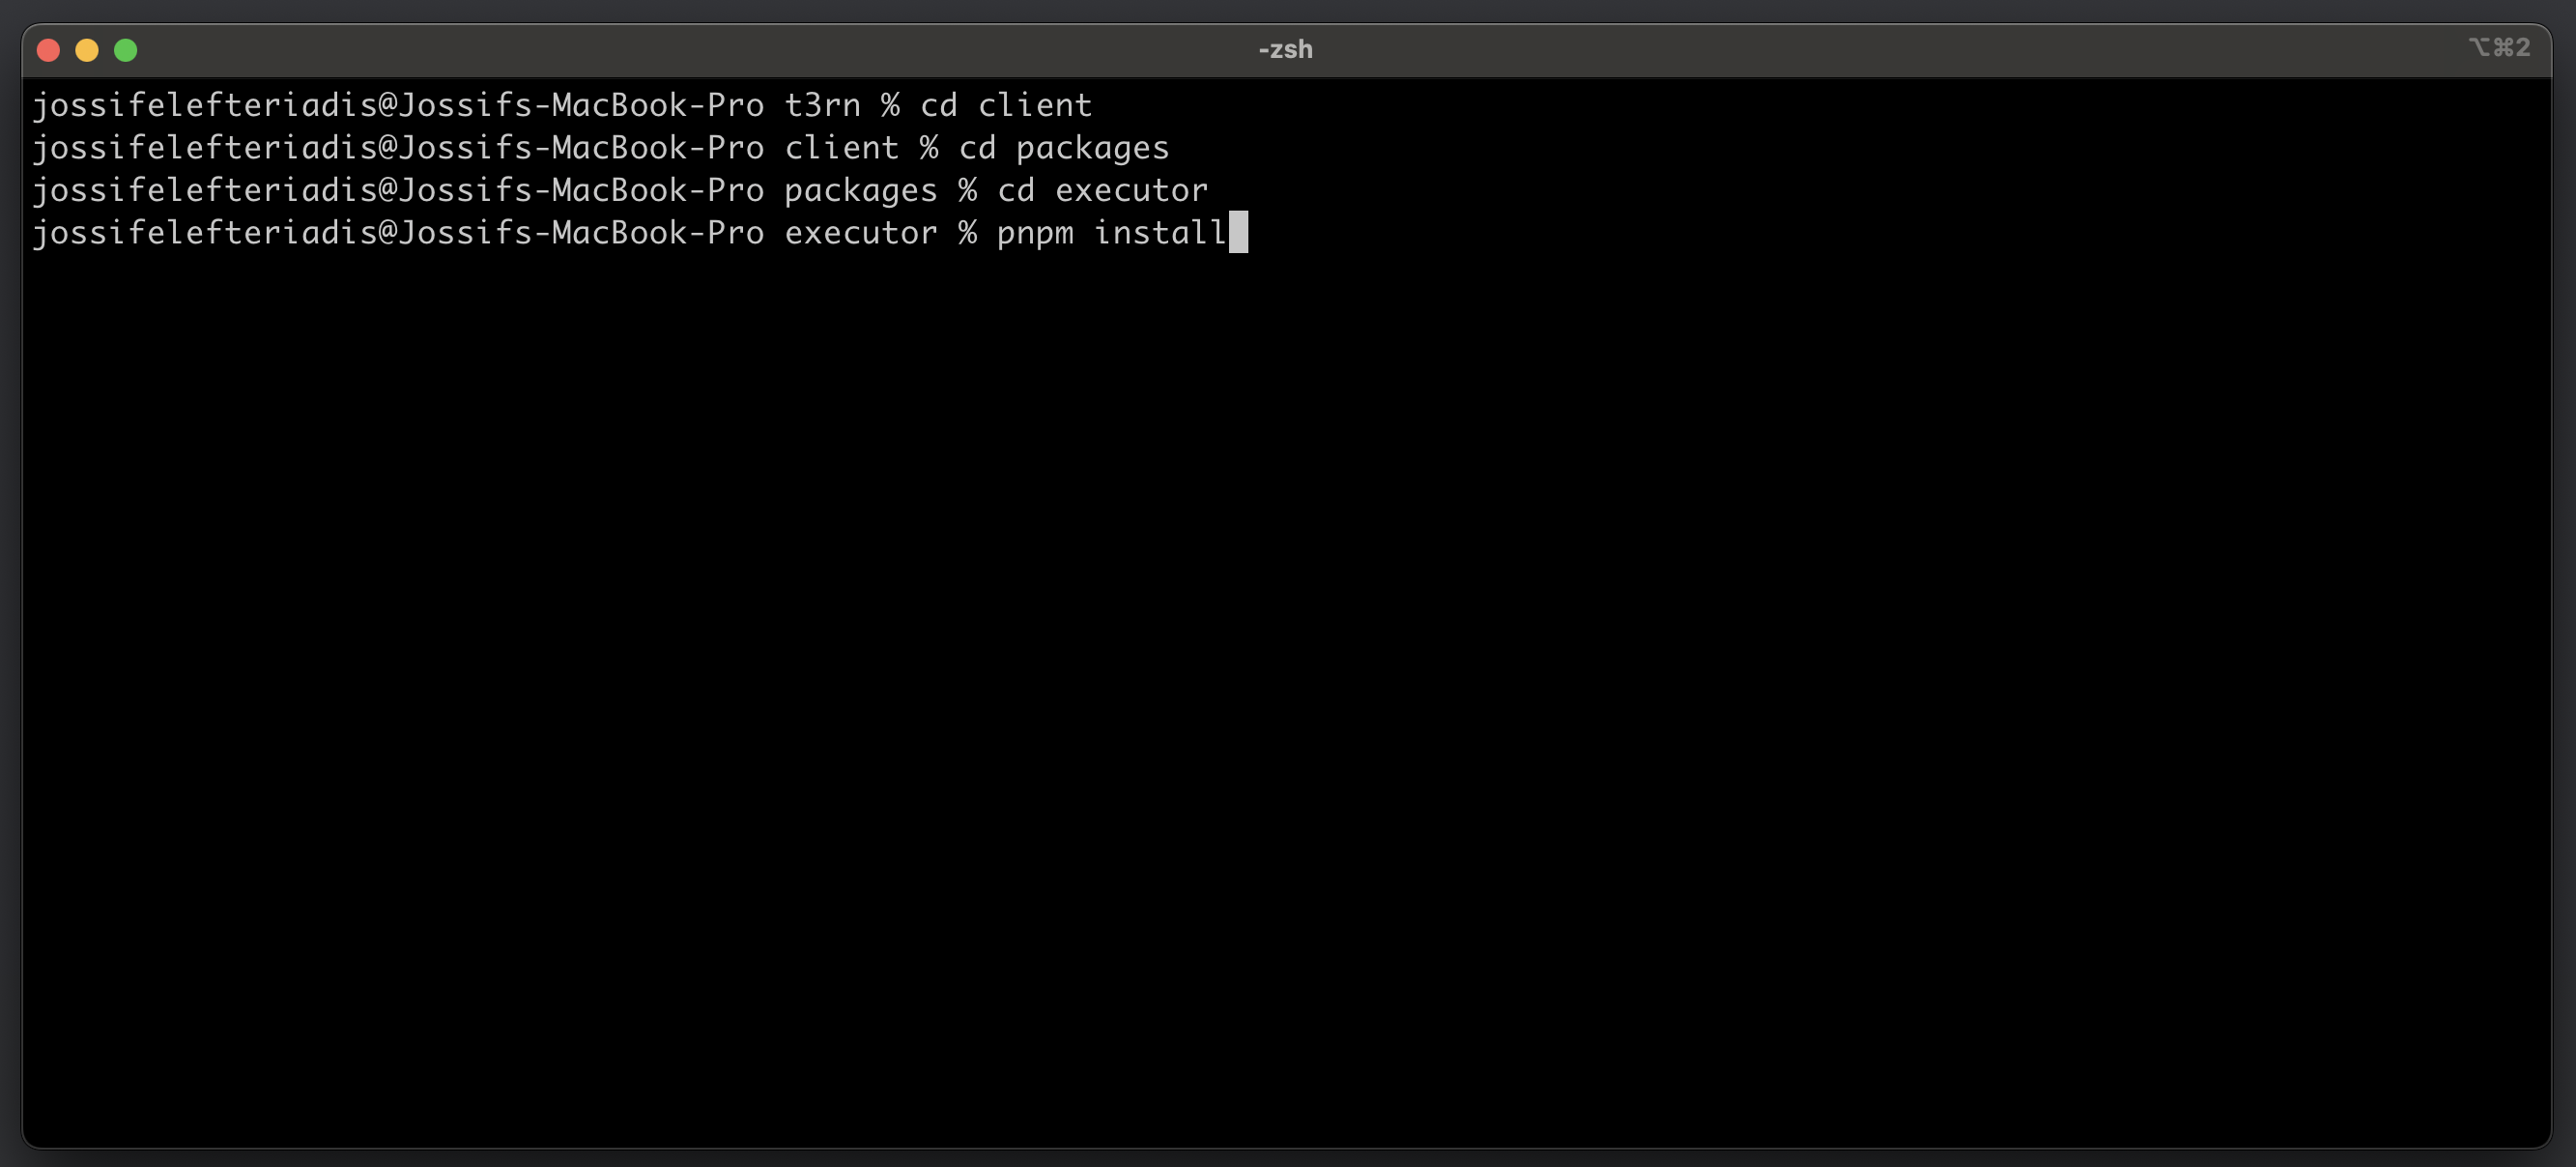 -zsh
⌥⌘2
jossifelefteriadis@Jossifs-MacBook-Pro t3rn % cd client
jossifelefteriadis@Jossifs-MacBook-Pro client % cd packages
jossifelefteriadis@Jossifs-MacBook-Pro packages % cd executor
jossifelefteriadis@Jossifs-MacBook-Pro executor % pnpm install